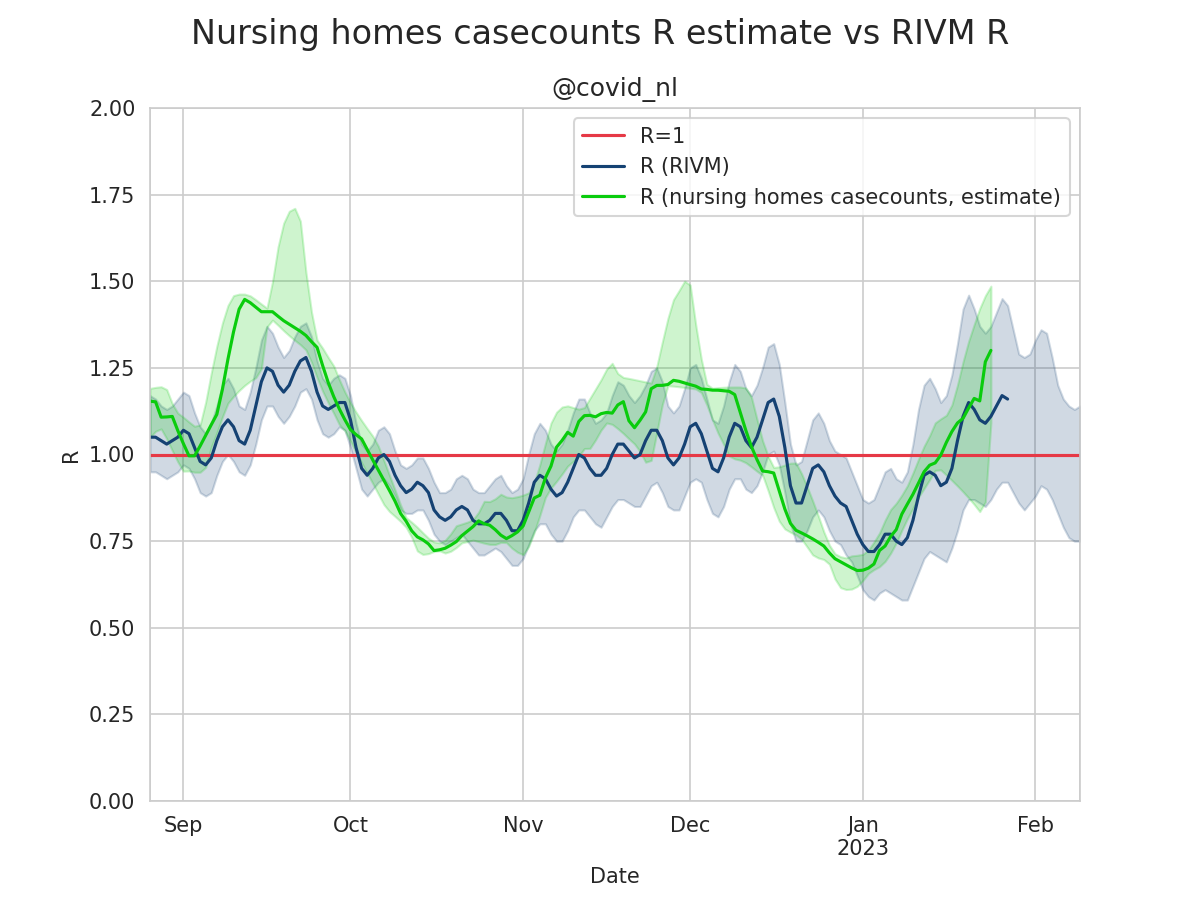 Nursing homes casecounts R estimate vs RIVM R
@covid_nl
R=1
R (RIVM)
R (nursing homes casecounts, estimate)
R
2.00
1.75
1.50
1.25
1.00
0.75
0.50
0.25
0.00
Sep Oct Nov Dec Jan Feb
2023
Date